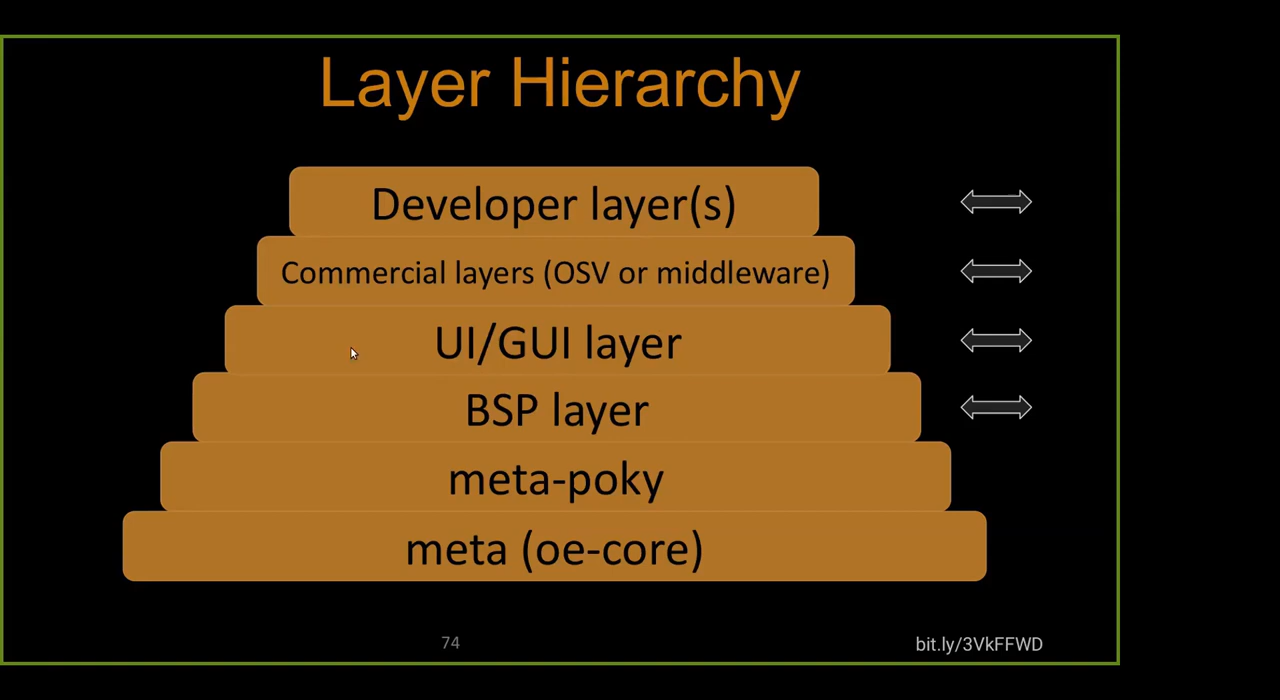 Layer Hierarchy
Developer layer(s)
Commercial layers (OSV or middleware)
UI/GUI layer
BSP layer
meta-poky
meta (oe-core)
74
bit.ly/3VkFFWD